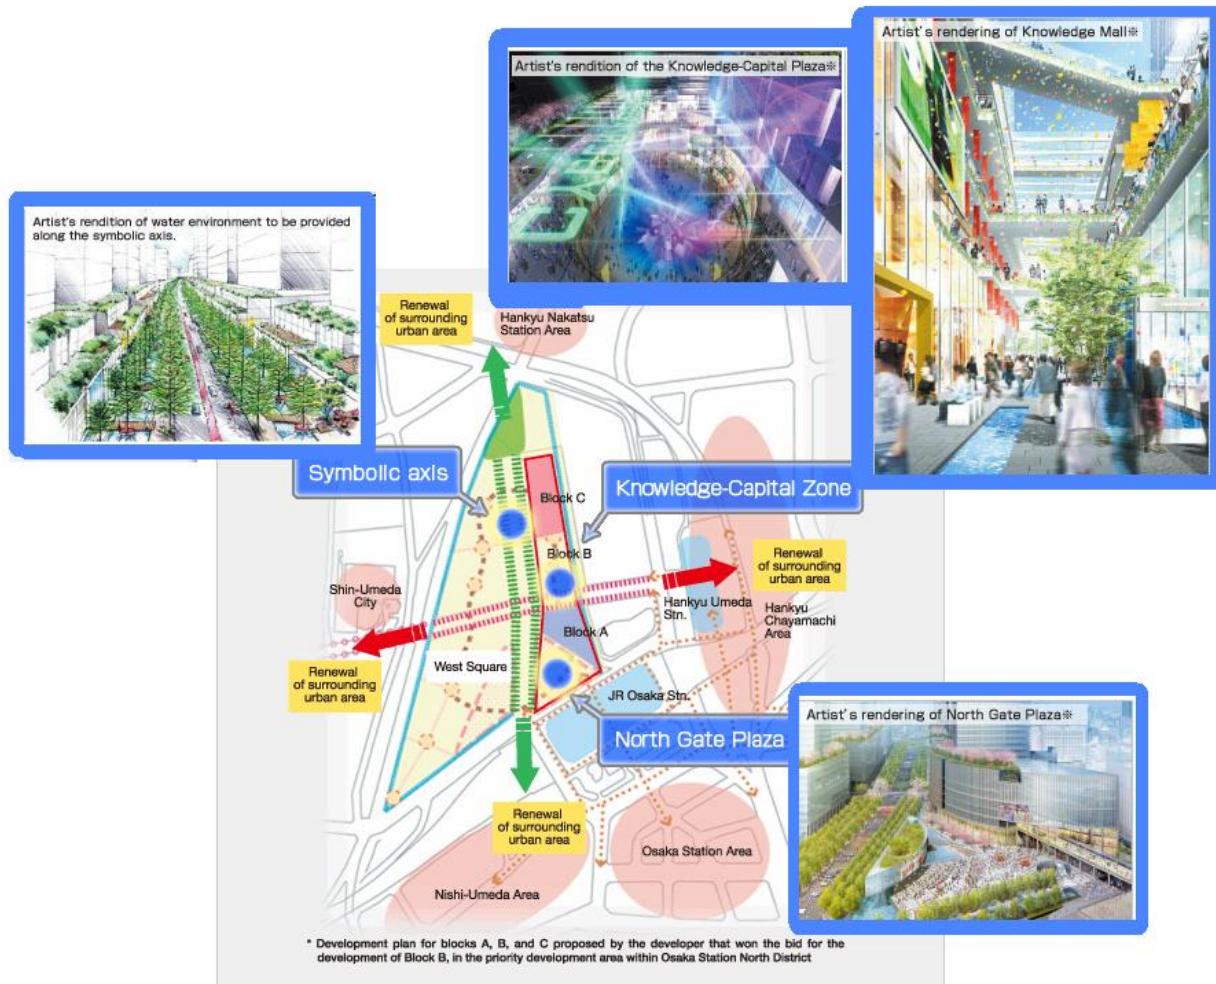 Artist's rendering of Knowledge Mall※
Artist's rendition of the Knowledge-Capital Plaza※
Artist's rendition of water environment to be provided
along the symbolic axis.
Renewal
of surrounding
urban area
Hankyu Nakatsu
Station Area
Symbolic axis
Knowledge-Capital Zone
Block C
Block B
Renewal
of surrounding
urban area
Shin-Umeda
City
Hankyu Umeda
Stn.
Hankyu
Chayamachi
Area
Block A
Renewal
of surrounding
urban area
West Square
JR Osaka Stn.
North Gate Plaza
Artist's rendering of North Gate Plaza※
Renewal
of surrounding
urban area
Osaka Station Area
Nishi-Umeda Area
* Development plan for blocks A, B, and C proposed by the developer that won the bid for the
development of Block B, in the priority development area within Osaka Station North District